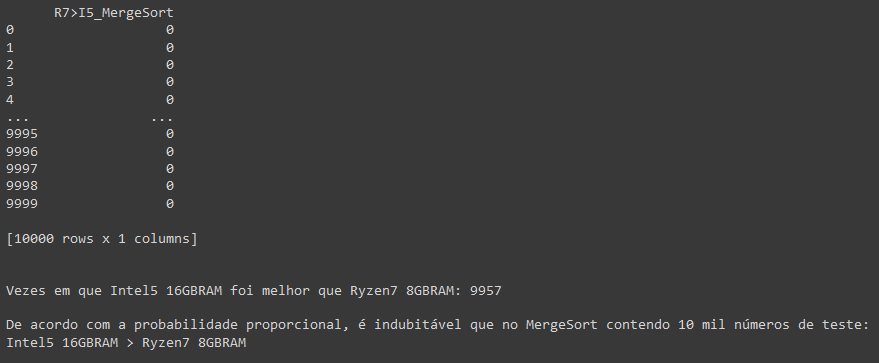 R7>I5_MergeSort
0 0
1 0
2 0
3 0
4 0
... ...
9995 0
9996 0
9997 0
9998 0
9999 0
[10000 rows x 1 columns]
Vezes em que Intel5 16GBRAM foi melhor que Ryzen7 8GBRAM: 9957
De acordo com a probabilidade proporcional, é indubitável que no MergeSort contendo 10 mil números de teste:
Intel5 16GBRAM > Ryzen7 8GBRAM